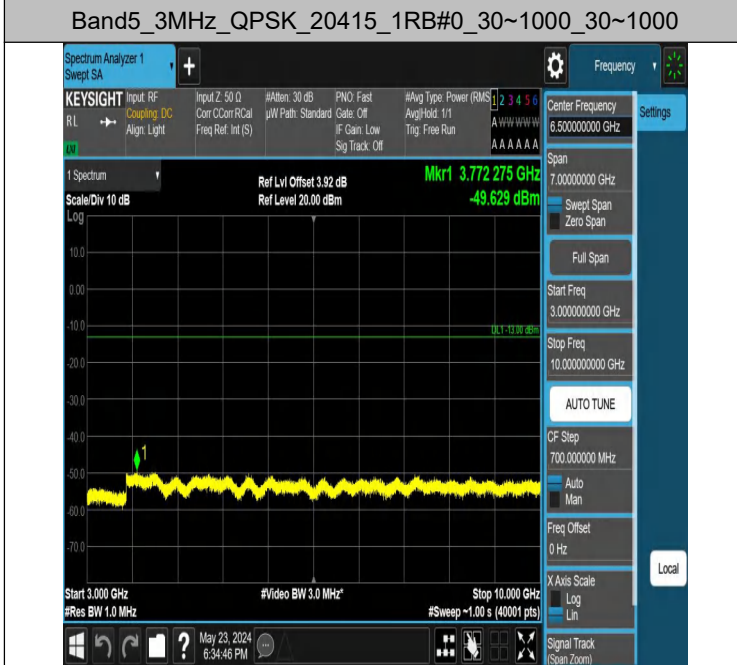 Band5_3MHz_QPSK_20415_1RB#0_30~1000_30~1000
Spectrum Analyzer 1
Swept SA
+
Frequency
KEYSIGHT
RL
Input: RF
Coupling: DC
Align: Light
Input Z: 50 Ω
Corr CCorr RCal
Freq Ref: Int (S)
#Atten: 30 dB
µW Path: Standard
PNO: Fast
Gate: Off
IF Gain: Low
Sig Track: Off
#Avg Type: Power (RMS
Avg|Hold: 1/1
Trig: Free Run
1 2 3 4 5 6
A W W W W W
A A A A A A
Center Frequency
6.500000000 GHz
Settings
Span
7.00000000 GHz
Swept Span
Zero Span
Full Span
Start Freq
3.000000000 GHz
Stop Freq
10.000000000 GHz
AUTO TUNE
CF Step
700.000000 MHz
Auto
Man
Freq Offset
0 Hz
X Axis Scale
Log
Lin
Signal Track
(Span Zoom)
Local
1 Spectrum
Scale/Div 10 dB
Log
Ref Lvl Offset 3.92 dB
Ref Level 20.00 dBm
Mkr1 3.772 275 GHz
-49.629 dBm
10.0
0.00
-10.0
DL1 -13.00 dBm
-20.0
-30.0
-40.0
1
-50.0
-60.0
-70.0
Start 3.000 GHz
#Res BW 1.0 MHz
#Video BW 3.0 MHz*
Stop 10.000 GHz
#Sweep ~1.00 s (40001 pts)
?
May 23, 2024
6:34:46 PM